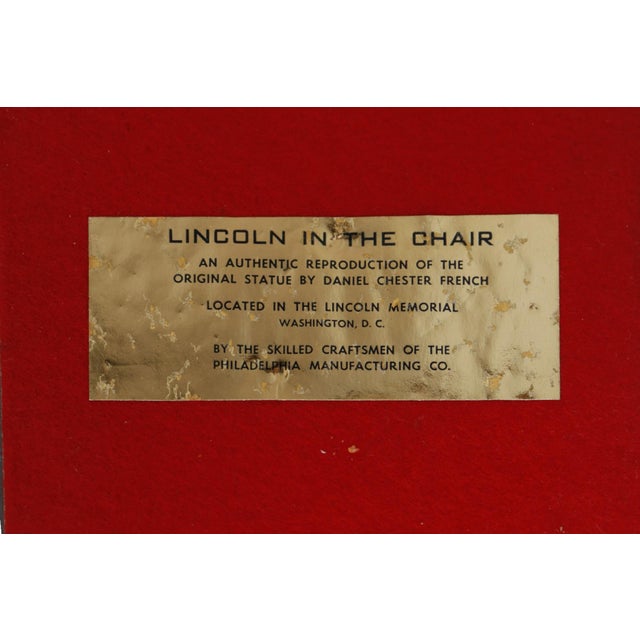 LINCOLN IN THE CHAIR
AN AUTHENTIC REPRODUCTION OF THE
ORIGINAL STATUE BY DANIEL CHESTER FRENCH
LOCATED IN THE LINCOLN MEMORIAL
WASHINGTON, D. C.
BY THE SKILLED CRAFTSMEN OF THE
PHILADELPHIA MANUFACTURING CO.